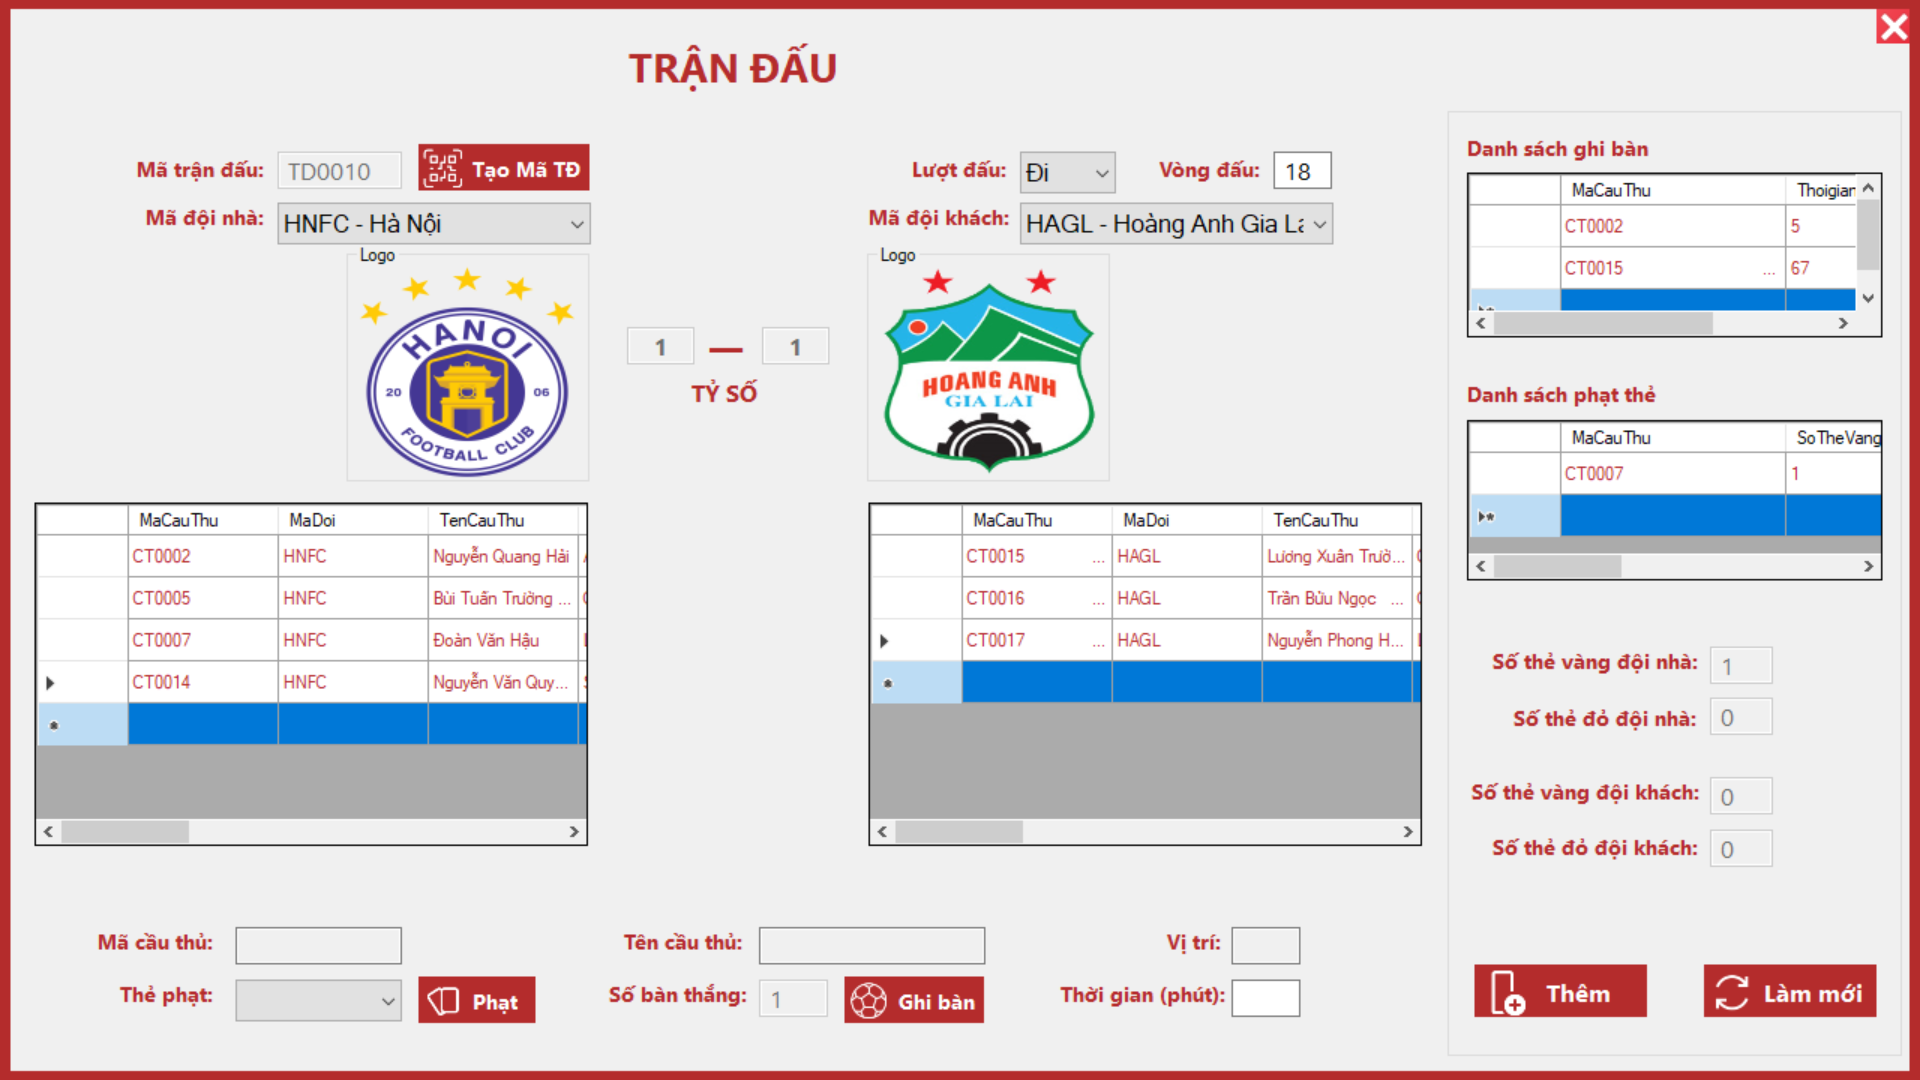 TRẬN ĐẤU
Mã trận đấu: TD0010 Tạo Mã TĐ
Lượt đấu: Đi Vòng đấu: 18
Mã đội nhà: HNFC - Hà Nội
Mã đội khách: HAGL - Hoàng Anh Gia La
Logo
HANOI
20 06
FOOTBALL CLUB
1 — 1
TỶ SỐ
Logo
HOANG ANH
GIA LAI
MaCauThu MaDoi TenCauThu
CT0002 HNFC Nguyễn Quang Hải
CT0005 HNFC Bùi Tuấn Trường ...
CT0007 HNFC Đoàn Văn Hậu
CT0014 HNFC Nguyễn Văn Quy...
MaCauThu MaDoi TenCauThu
CT0015 ... HAGL Lương Xuân Trườ...
CT0016 ... HAGL Trần Bửu Ngọc ...
CT0017 ... HAGL Nguyễn Phong H...
Mã cầu thủ:
Tên cầu thủ:
Vị trí:
Thẻ phạt: Phạt
Số bàn thắng: 1 Ghi bàn
Thời gian (phút):
Danh sách ghi bàn
MaCauThu Thoigian
CT0002 5
CT0015 ... 67
Danh sách phạt thẻ
MaCauThu SoTheVang
CT0007 1
Số thẻ vàng đội nhà: 1
Số thẻ đỏ đội nhà: 0
Số thẻ vàng đội khách: 0
Số thẻ đỏ đội khách: 0
Thêm Làm mới